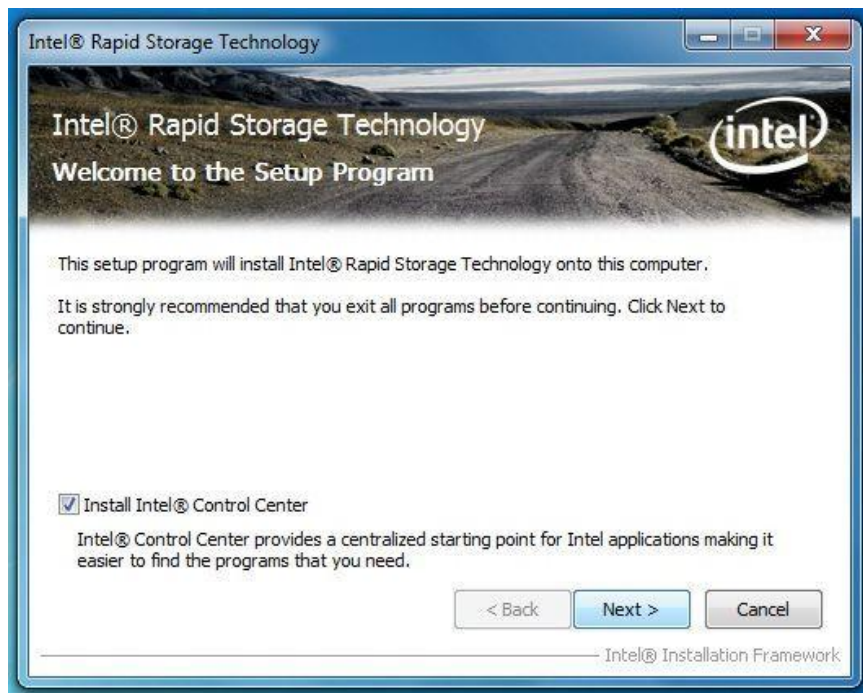 Intel® Rapid Storage Technology
Intel® Rapid Storage Technology
intel
Welcome to the Setup Program
This setup program will install Intel® Rapid Storage Technology onto this computer.
It is strongly recommended that you exit all programs before continuing. Click Next to
continue.
Install Intel® Control Center
Intel® Control Center provides a centralized starting point for Intel applications making it
easier to find the programs that you need.
< Back Next > Cancel
Intel® Installation Framework